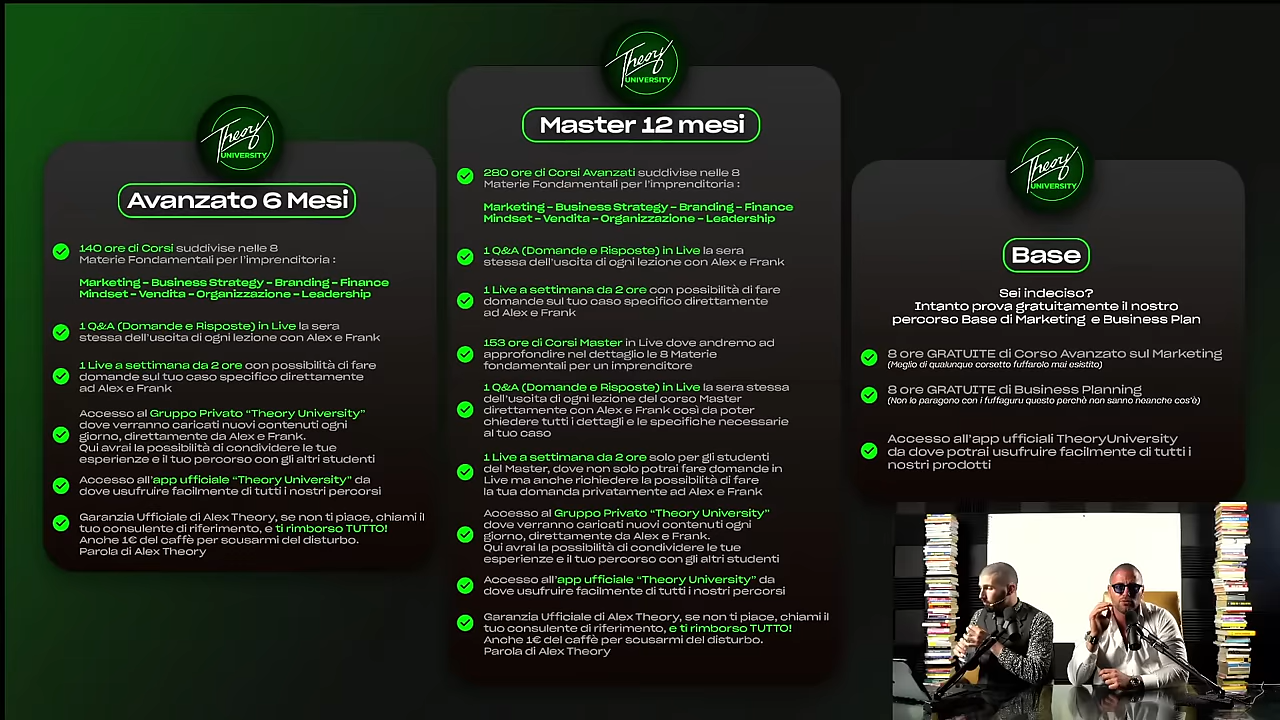 Theory
UNIVERSITY
Avanzato 6 Mesi
140 ore di Corsi suddivise nelle 8
Materie Fondamentali per l'imprenditoria :
Marketing - Business Strategy - Branding - Finance
Mindset - Vendita - Organizzazione - Leadership
1 Q&A (Domande e Risposte) in Live la sera
stessa dell'uscita di ogni lezione con Alex e Frank
1 Live a settimana da 2 ore con possibilità di fare
domande sul tuo caso specifico direttamente
ad Alex e Frank
Accesso al Gruppo Privato "Theory University"
dove verranno caricati nuovi contenuti ogni
giorno, direttamente da Alex e Frank.
Qui avrai la possibilità di condividere le tue
esperienze e il tuo percorso con gli altri studenti
Accesso all'app ufficiale "Theory University" da
dove usufruire facilmente di tutti i nostri percorsi
Garanzia Ufficiale di Alex Theory, se non ti piace, chiami il
tuo consulente di riferimento, e ti rimborso TUTTO!
Anche 1€ del caffè per scusarmi del disturbo.
Parola di Alex Theory
Theory
UNIVERSITY
Master 12 mesi
280 ore di Corsi Avanzati suddivise nelle 8
Materie Fondamentali per l'imprenditoria :
Marketing - Business Strategy - Branding - Finance
Mindset - Vendita - Organizzazione - Leadership
1 Q&A (Domande e Risposte) in Live la sera
stessa dell'uscita di ogni lezione con Alex e Frank
1 Live a settimana da 2 ore con possibilità di fare
domande sul tuo caso specifico direttamente
ad Alex e Frank
153 ore di Corsi Master in Live dove andremo ad
approfondire nel dettaglio le 8 Materie
fondamentali per un imprenditore
1 Q&A (Domande e Risposte) in Live la sera stessa
dell'uscita di ogni lezione del corso Master
direttamente con Alex e Frank così da poter
chiedere tutti i dettagli e le specifiche necessarie
al tuo caso
1 Live a settimana da 2 ore solo per gli studenti
del Master, dove non solo potrai fare domande in
Live ma anche richiedere la possibilità di fare
la tua domanda privatamente ad Alex e Frank
Accesso al Gruppo Privato "Theory University"
dove verranno caricati nuovi contenuti ogni
giorno, direttamente da Alex e Frank.
Qui avrai la possibilità di condividere le tue
esperienze e il tuo percorso con gli altri studenti
Accesso all'app ufficiale "Theory University" da
dove usufruire facilmente di tutti i nostri percorsi
Garanzia Ufficiale di Alex Theory, se non ti piace, chiami il
tuo consulente di riferimento, e ti rimborso TUTTO!
Anche 1€ del caffè per scusarmi del disturbo.
Parola di Alex Theory
Theory
UNIVERSITY
Base
Sei indeciso?
Intanto prova gratuitamente il nostro
percorso Base di Marketing e Business Plan
8 ore GRATUITE di Corso Avanzato sul Marketing
(Meglio di qualunque corsetto fuffarolo mai esistito)
8 ore GRATUITE di Business Planning
(Non lo paragono con i fuffaguru questo perchè non sanno neanche cos'è)
Accesso all'app ufficiali TheoryUniversity
da dove potrai usufruire facilmente di tutti i
nostri prodotti